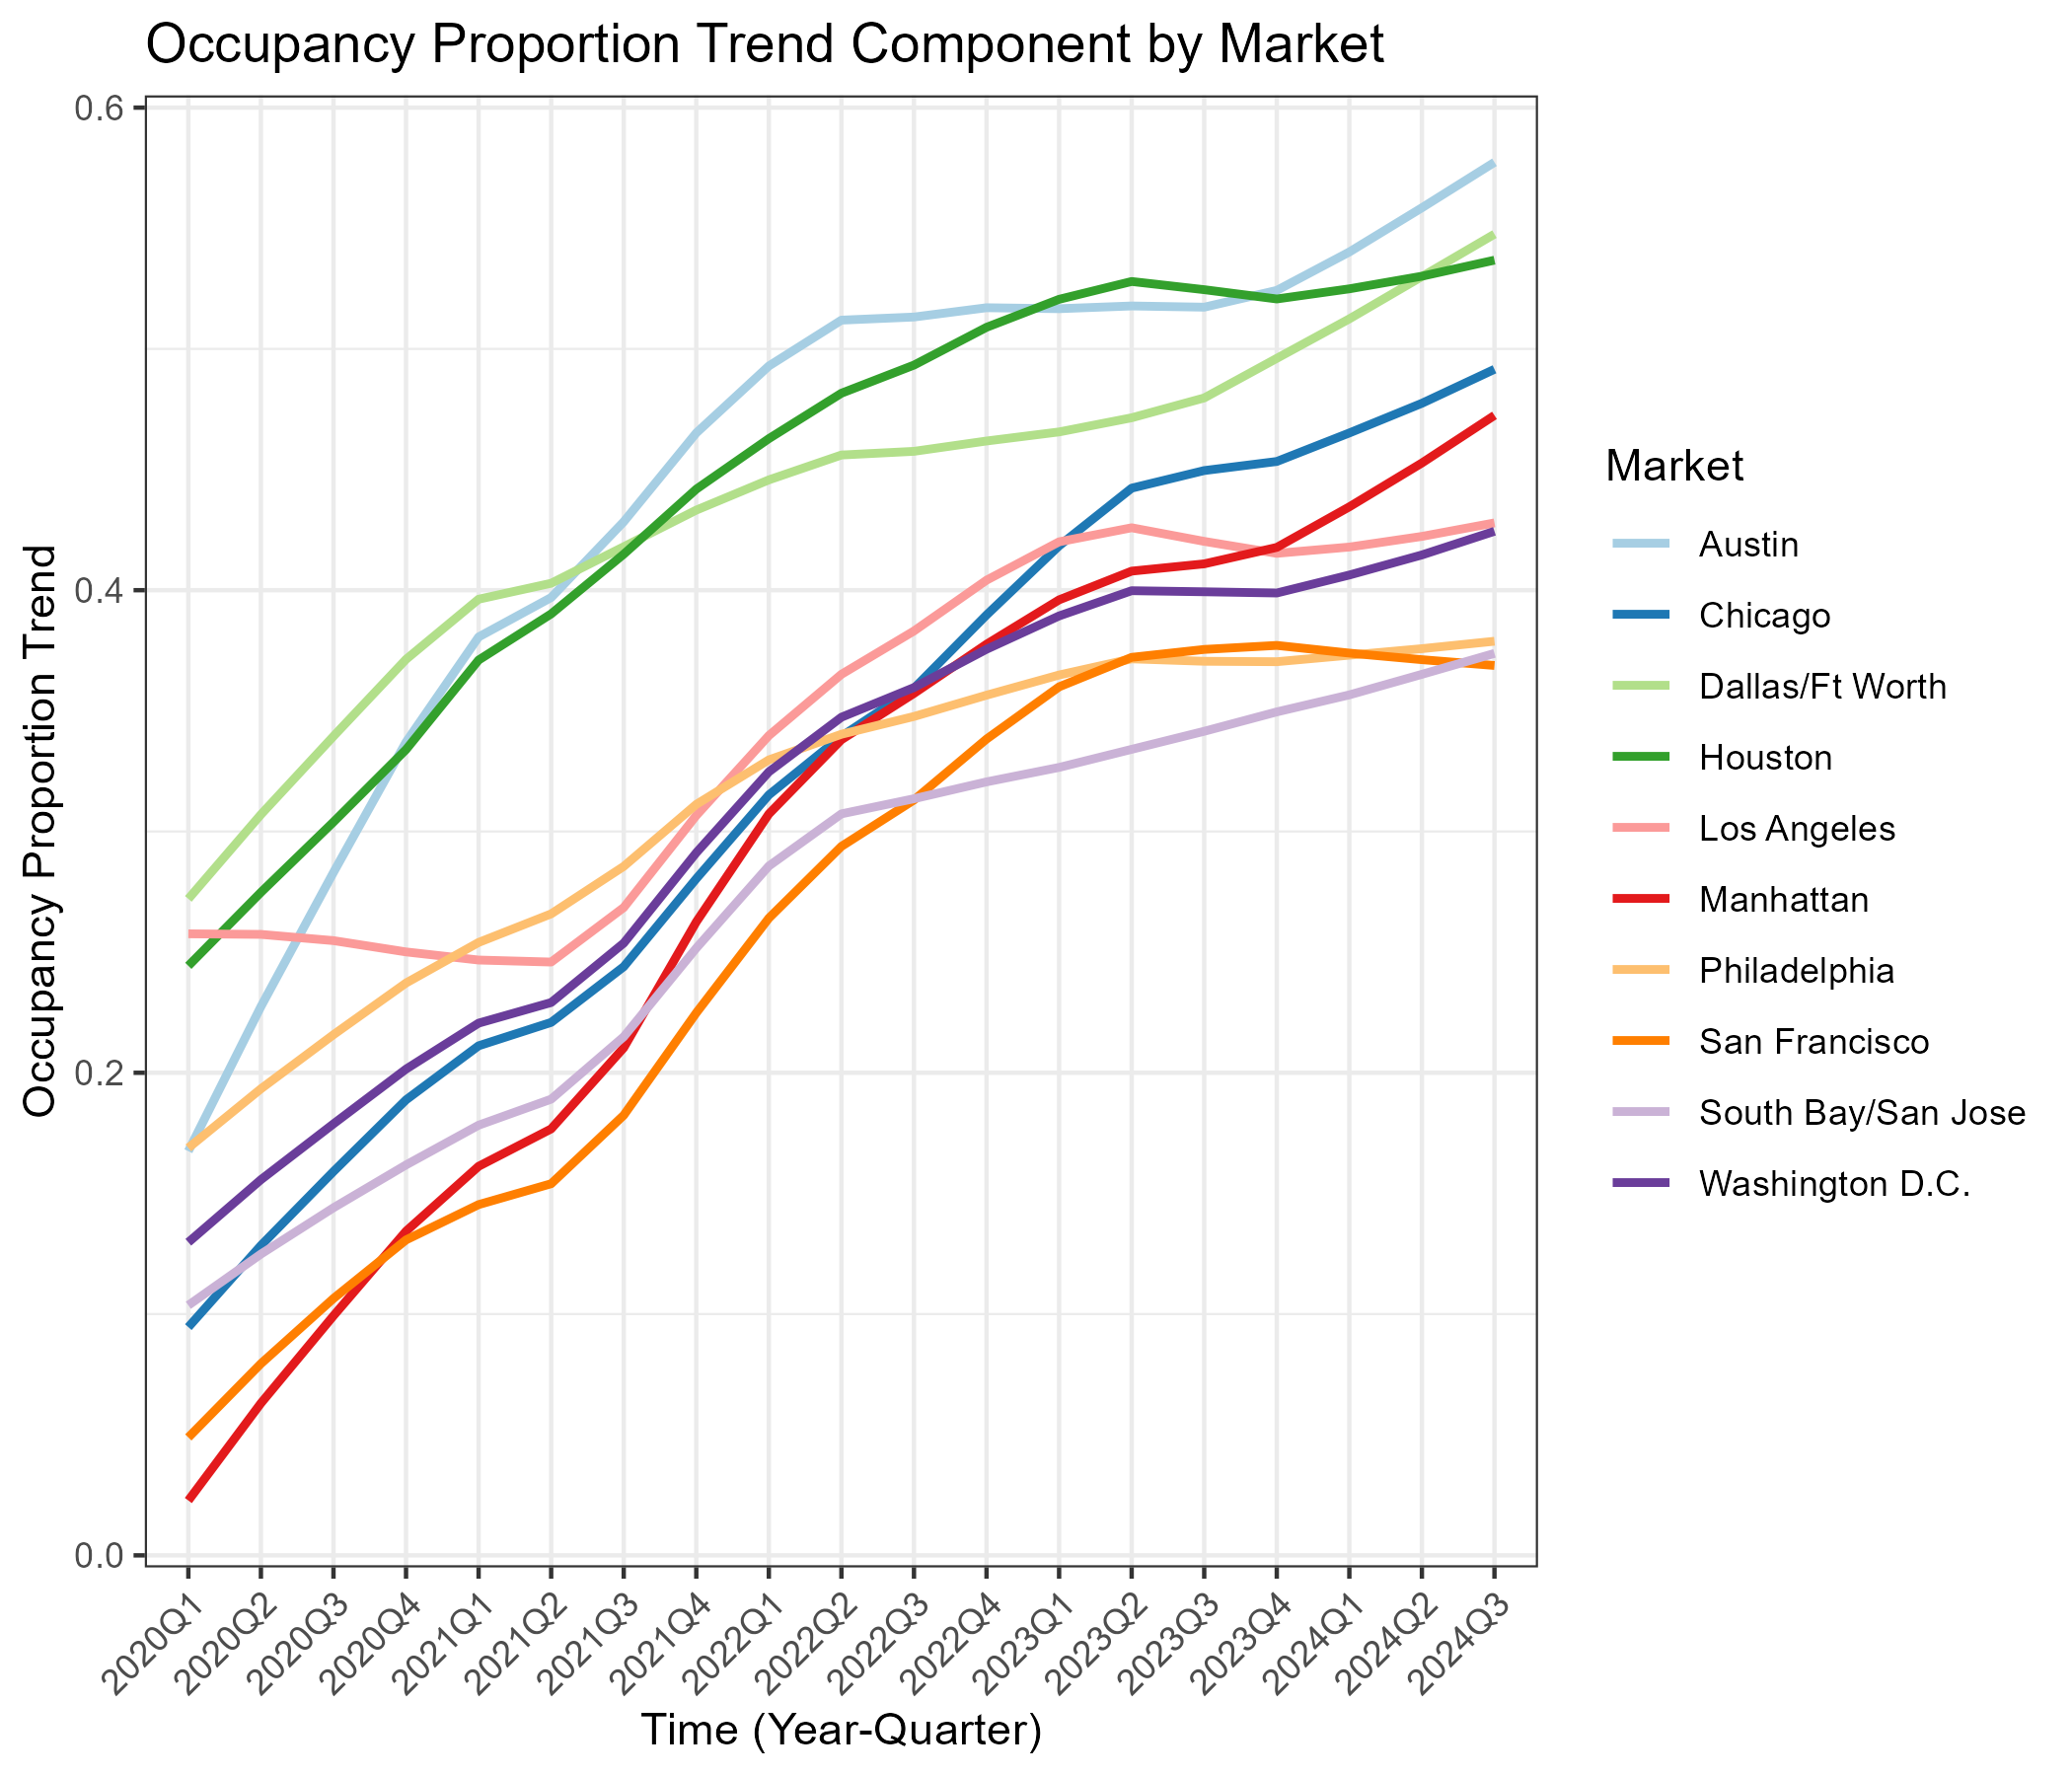 Occupancy Proportion Trend Component by Market
Occupancy Proportion Trend
0.6
0.4
0.2
0.0
2020Q1
2020Q2
2020Q3
2020Q4
2021Q1
2021Q2
2021Q3
2021Q4
2022Q1
2022Q2
2022Q3
2022Q4
2023Q1
2023Q2
2023Q3
2023Q4
2024Q1
2024Q2
2024Q3
Time (Year-Quarter)
Market
Austin
Chicago
Dallas/Ft Worth
Houston
Los Angeles
Manhattan
Philadelphia
San Francisco
South Bay/San Jose
Washington D.C.